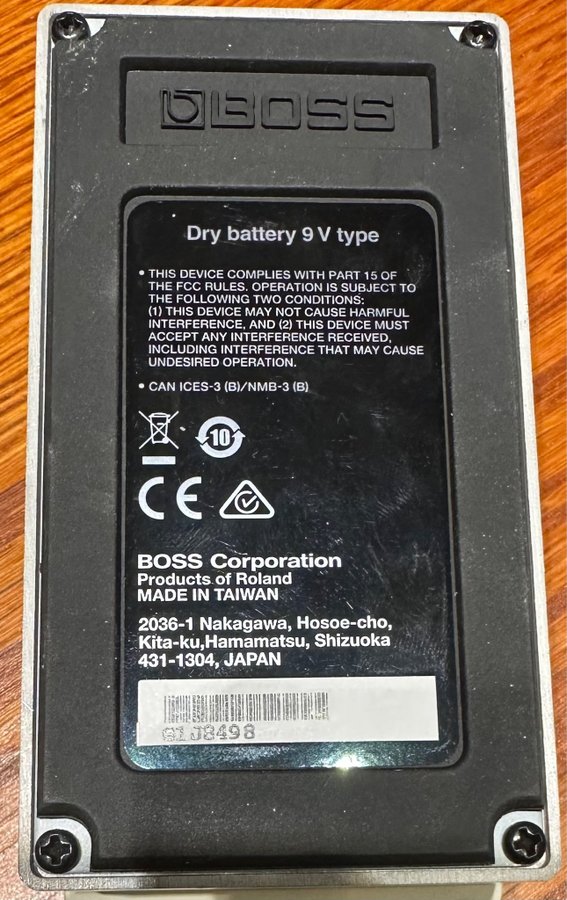 BOSS
Dry battery 9 V type
• THIS DEVICE COMPLIES WITH PART 15 OF
THE FCC RULES. OPERATION IS SUBJECT TO
THE FOLLOWING TWO CONDITIONS:
(1) THIS DEVICE MAY NOT CAUSE HARMFUL
INTERFERENCE, AND (2) THIS DEVICE MUST
ACCEPT ANY INTERFERENCE RECEIVED,
INCLUDING INTERFERENCE THAT MAY CAUSE
UNDESIRED OPERATION.
• CAN ICES-3 (B)/NMB-3 (B)
10
CE
BOSS Corporation
Products of Roland
MADE IN TAIWAN
2036-1 Nakagawa, Hosoe-cho,
Kita-ku,Hamamatsu, Shizuoka
431-1304, JAPAN